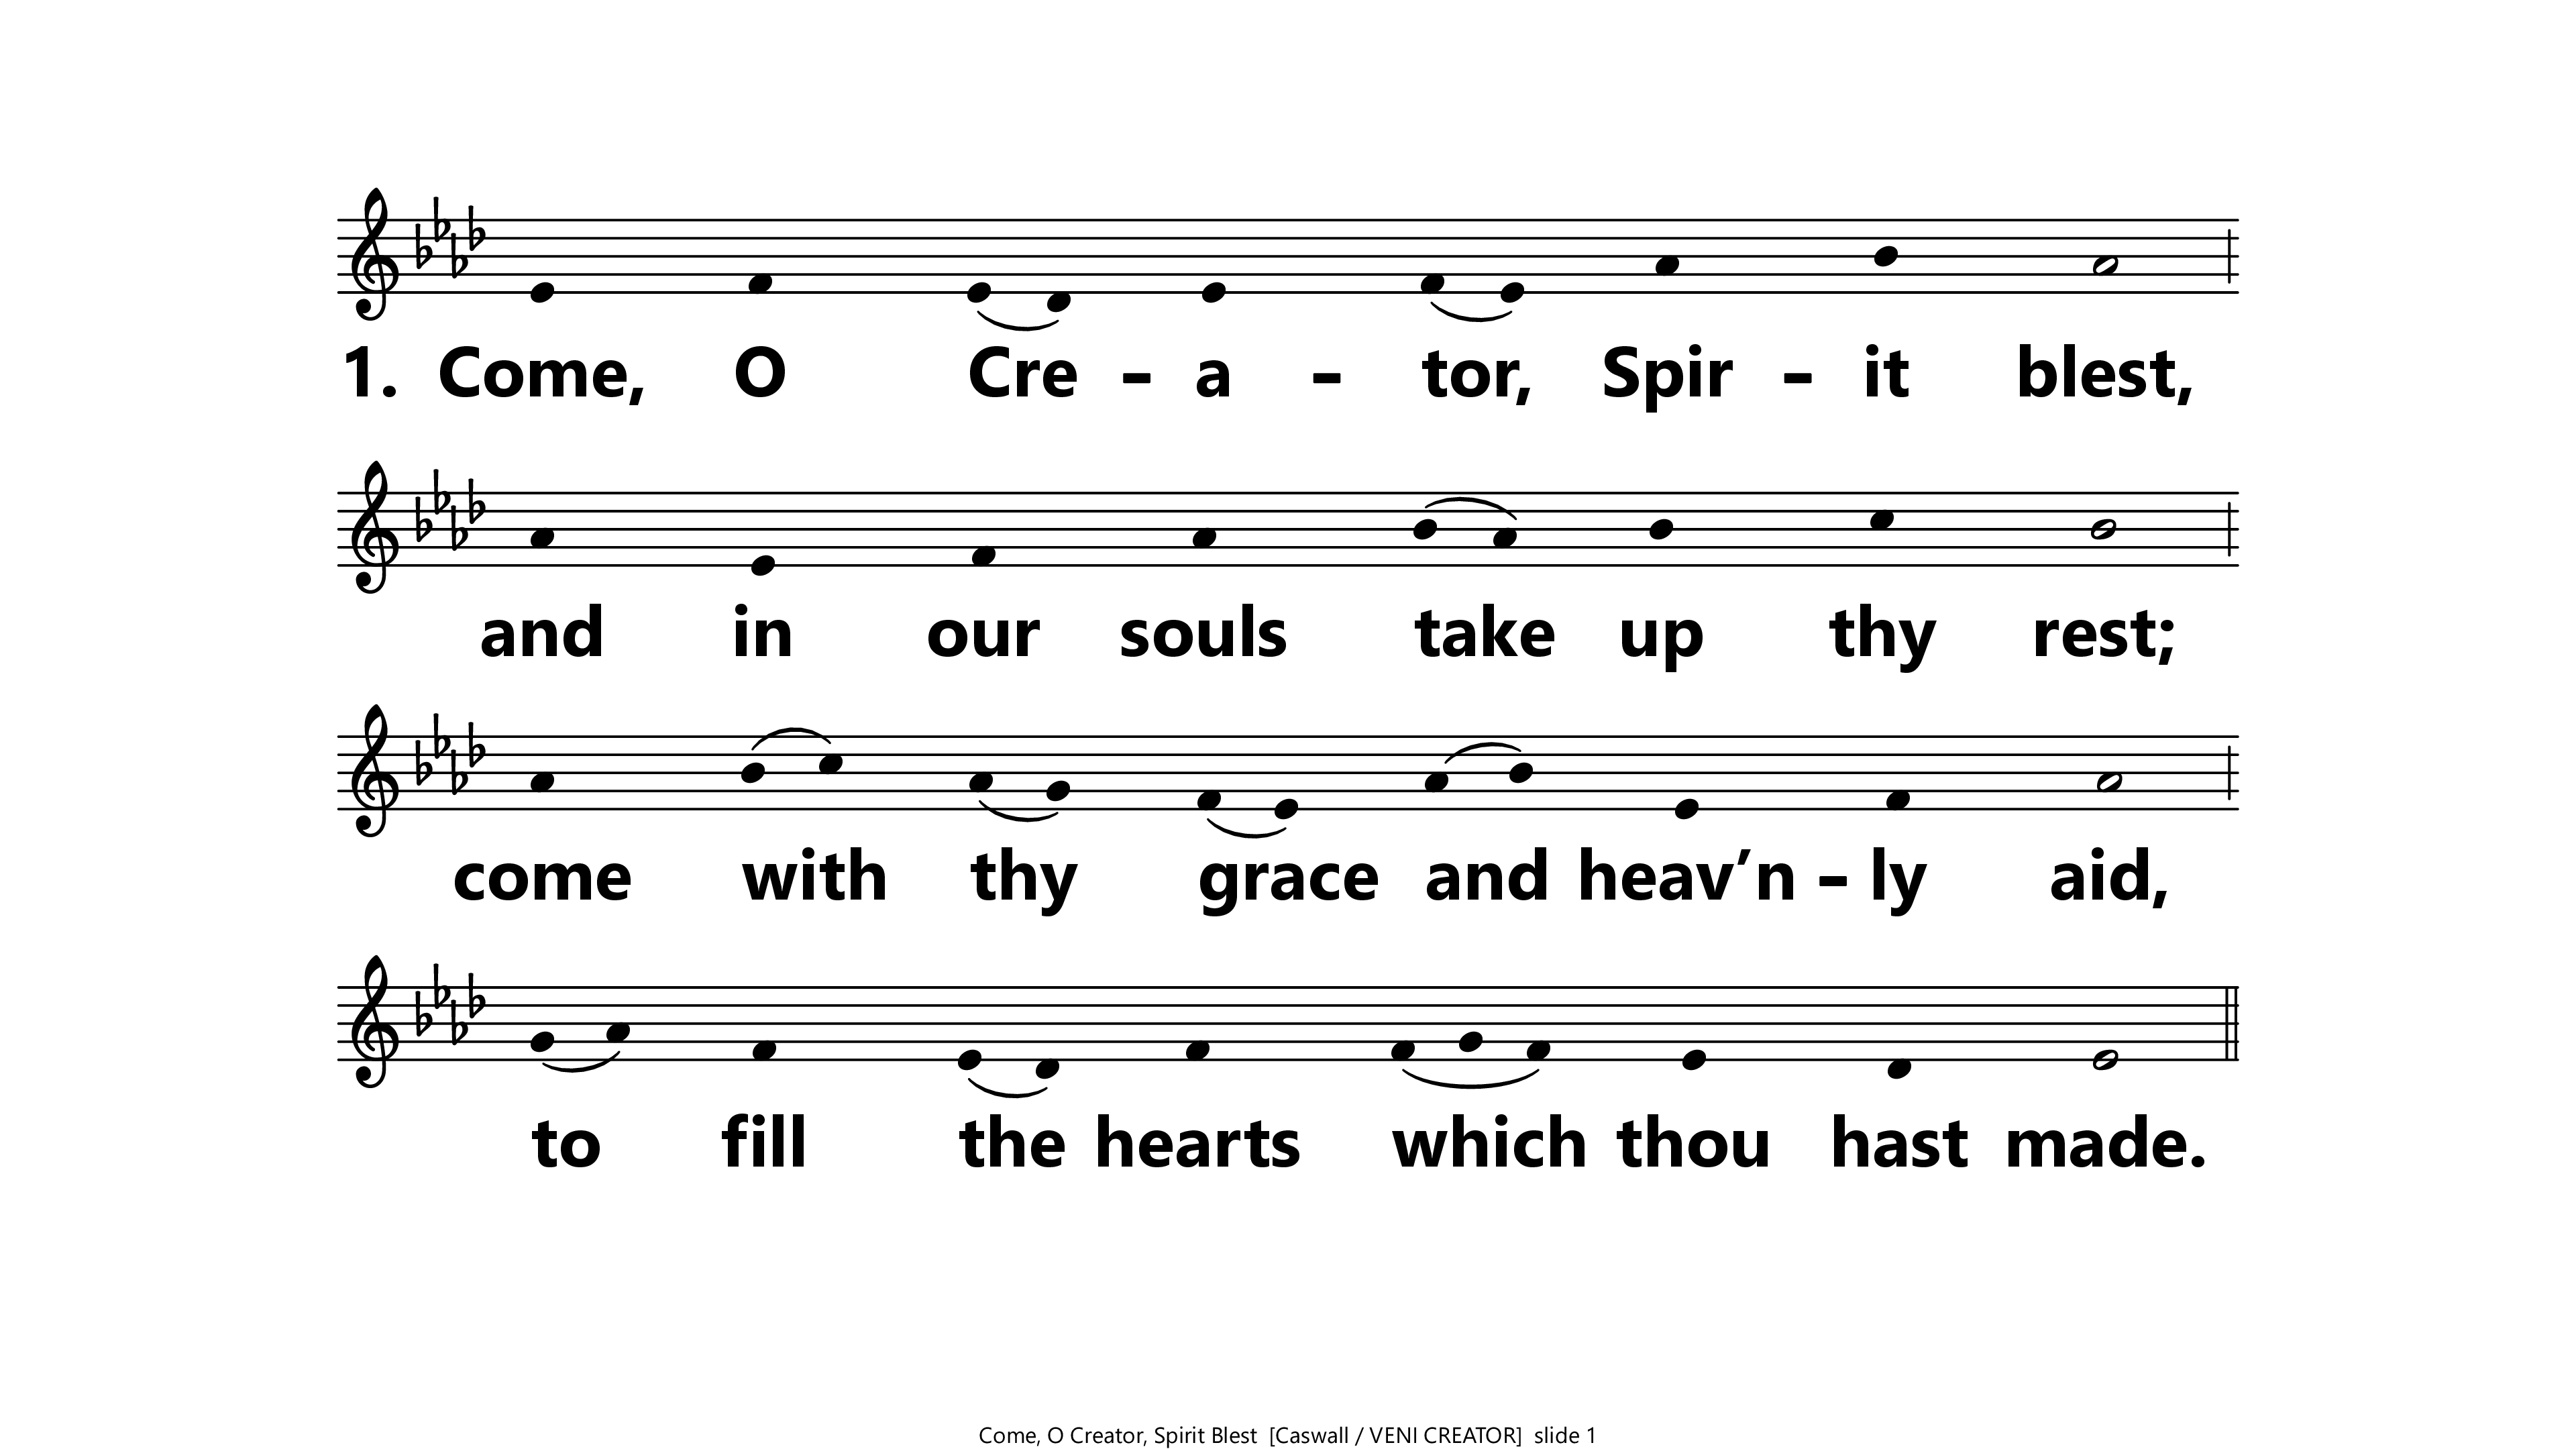 1. Come, O Cre - a - tor, Spir - it blest,
and in our souls take up thy rest;
come with thy grace and heav’n - ly aid,
to fill the hearts which thou hast made.
Come, O Creator, Spirit Blest [Caswall / VENI CREATOR] slide 1